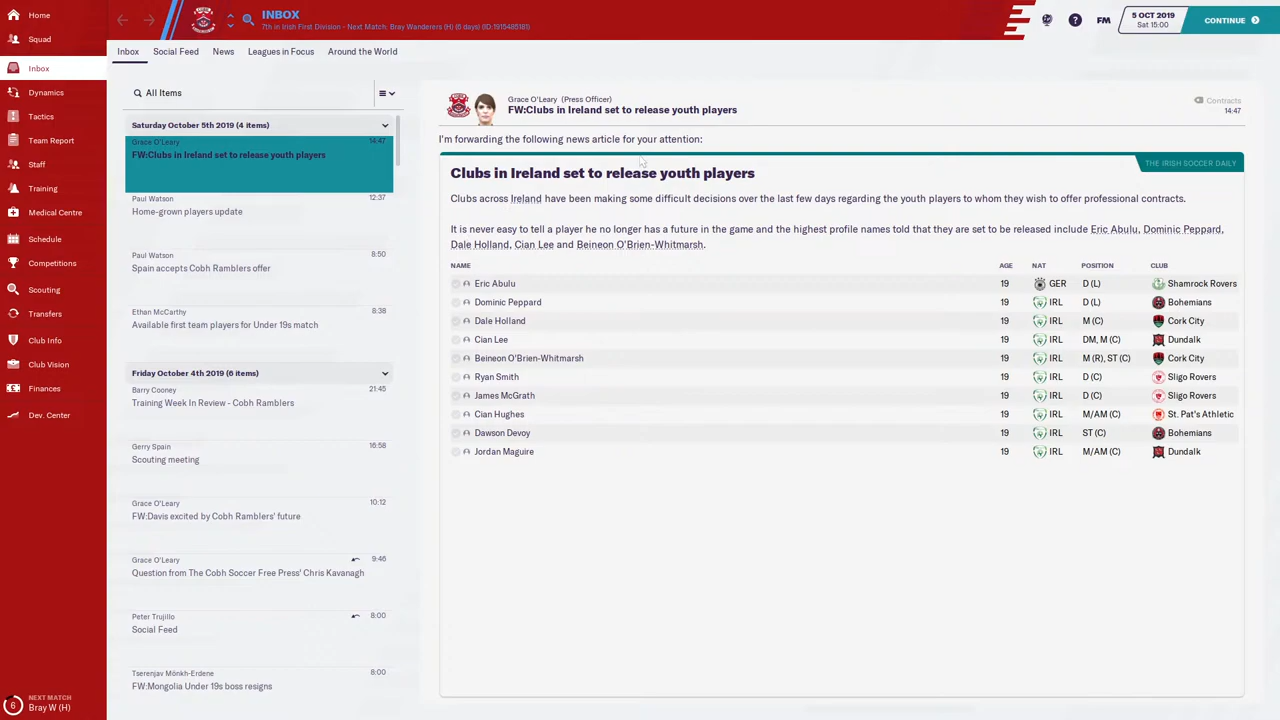 Home
Squad
Inbox
Dynamics
Tactics
Team Report
Staff
Training
Medical Centre
Schedule
Competitions
Scouting
Transfers
Club Info
Club Vision
Finances
Dev. Center
6
NEXT MATCH
Bray W (H)
INBOX
7th in Irish First Division - Next Match: Bray Wanderers (H) (6 days) (ID:1915485181)
?
FM
5 OCT 2019
Sat 15:00
CONTINUE
Inbox Social Feed News Leagues in Focus Around the World
All Items
Saturday October 5th 2019 (4 items)
Grace O'Leary 14:47
FW:Clubs in Ireland set to release youth players
Paul Watson 12:37
Home-grown players update
Paul Watson 8:50
Spain accepts Cobh Ramblers offer
Ethan McCarthy 8:38
Available first team players for Under 19s match
Friday October 4th 2019 (6 items)
Barry Cooney 21:45
Training Week In Review - Cobh Ramblers
Gerry Spain 16:58
Scouting meeting
Grace O'Leary 10:12
FW:Davis excited by Cobh Ramblers' future
Grace O'Leary 9:46
Question from The Cobh Soccer Free Press' Chris Kavanagh
Peter Trujillo 8:00
Social Feed
Tserenjav Mönkh-Erdene 8:00
FW:Mongolia Under 19s boss resigns
Grace O'Leary (Press Officer)
FW:Clubs in Ireland set to release youth players
Contracts
14:47
I'm forwarding the following news article for your attention:
THE IRISH SOCCER DAILY
Clubs in Ireland set to release youth players
Clubs across Ireland have been making some difficult decisions over the last few days regarding the youth players to whom they wish to offer professional contracts.
It is never easy to tell a player he no longer has a future in the game and the highest profile names told that they are set to be released include Eric Abulu, Dominic Peppard,
Dale Holland, Cian Lee and Beineon O'Brien-Whitmarsh.
NAME AGE NAT POSITION CLUB
Eric Abulu 19 GER D (L) Shamrock Rovers
Dominic Peppard 19 IRL D (L) Bohemians
Dale Holland 19 IRL M (C) Cork City
Cian Lee 19 IRL DM, M (C) Dundalk
Beineon O'Brien-Whitmarsh 19 IRL M (R), ST (C) Cork City
Ryan Smith 19 IRL D (C) Sligo Rovers
James McGrath 19 IRL D (C) Sligo Rovers
Cian Hughes 19 IRL M/AM (C) St. Pat's Athletic
Dawson Devoy 19 IRL ST (C) Bohemians
Jordan Maguire 19 IRL M/AM (C) Dundalk